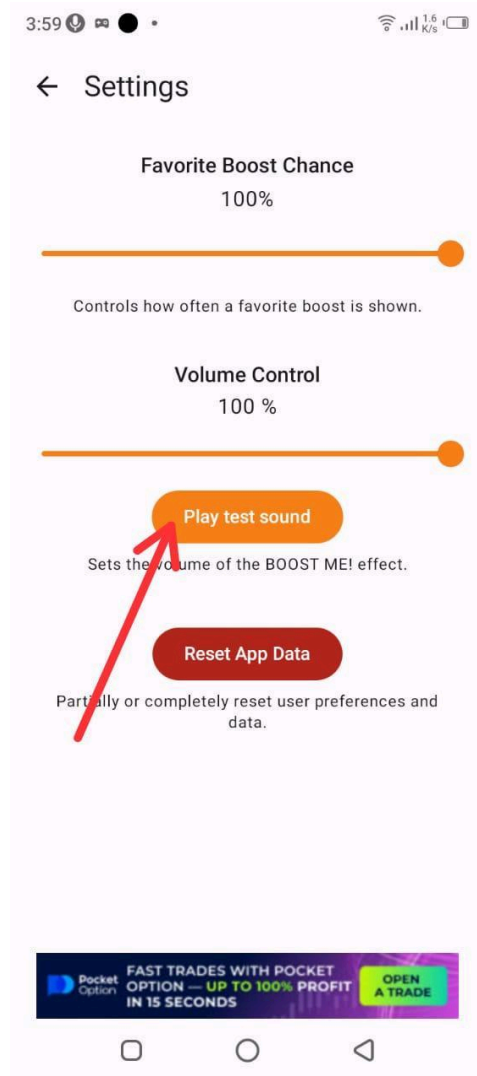 3:59
1.6
K/s
Settings
Favorite Boost Chance
100%
Controls how often a favorite boost is shown.
Volume Control
100 %
Play test sound
Sets the volume of the BOOST ME! effect.
Reset App Data
Partially or completely reset user preferences and
data.
Pocket
Option
FAST TRADES WITH POCKET
OPTION — UP TO 100% PROFIT
IN 15 SECONDS
OPEN
A TRADE